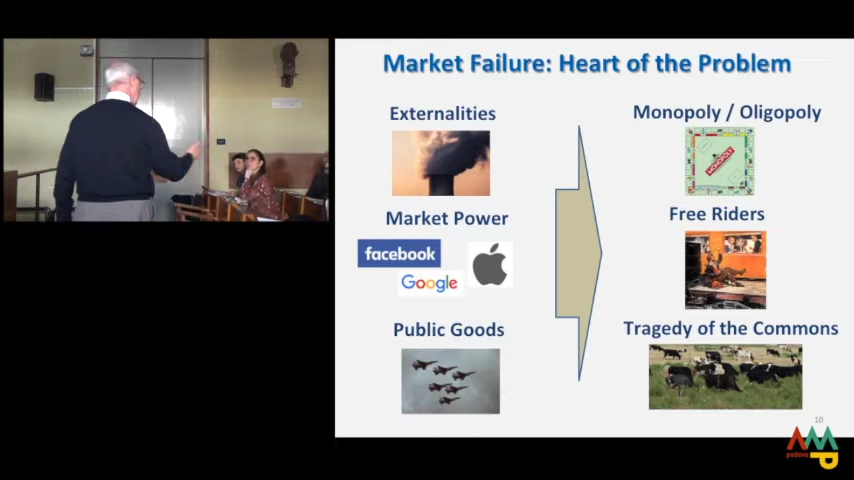 Market Failure: Heart of the Problem
Externalities
Monopoly / Oligopoly
MONOPOLY
Market Power
Free Riders
facebook
Google
Public Goods
Tragedy of the Commons
10
padova